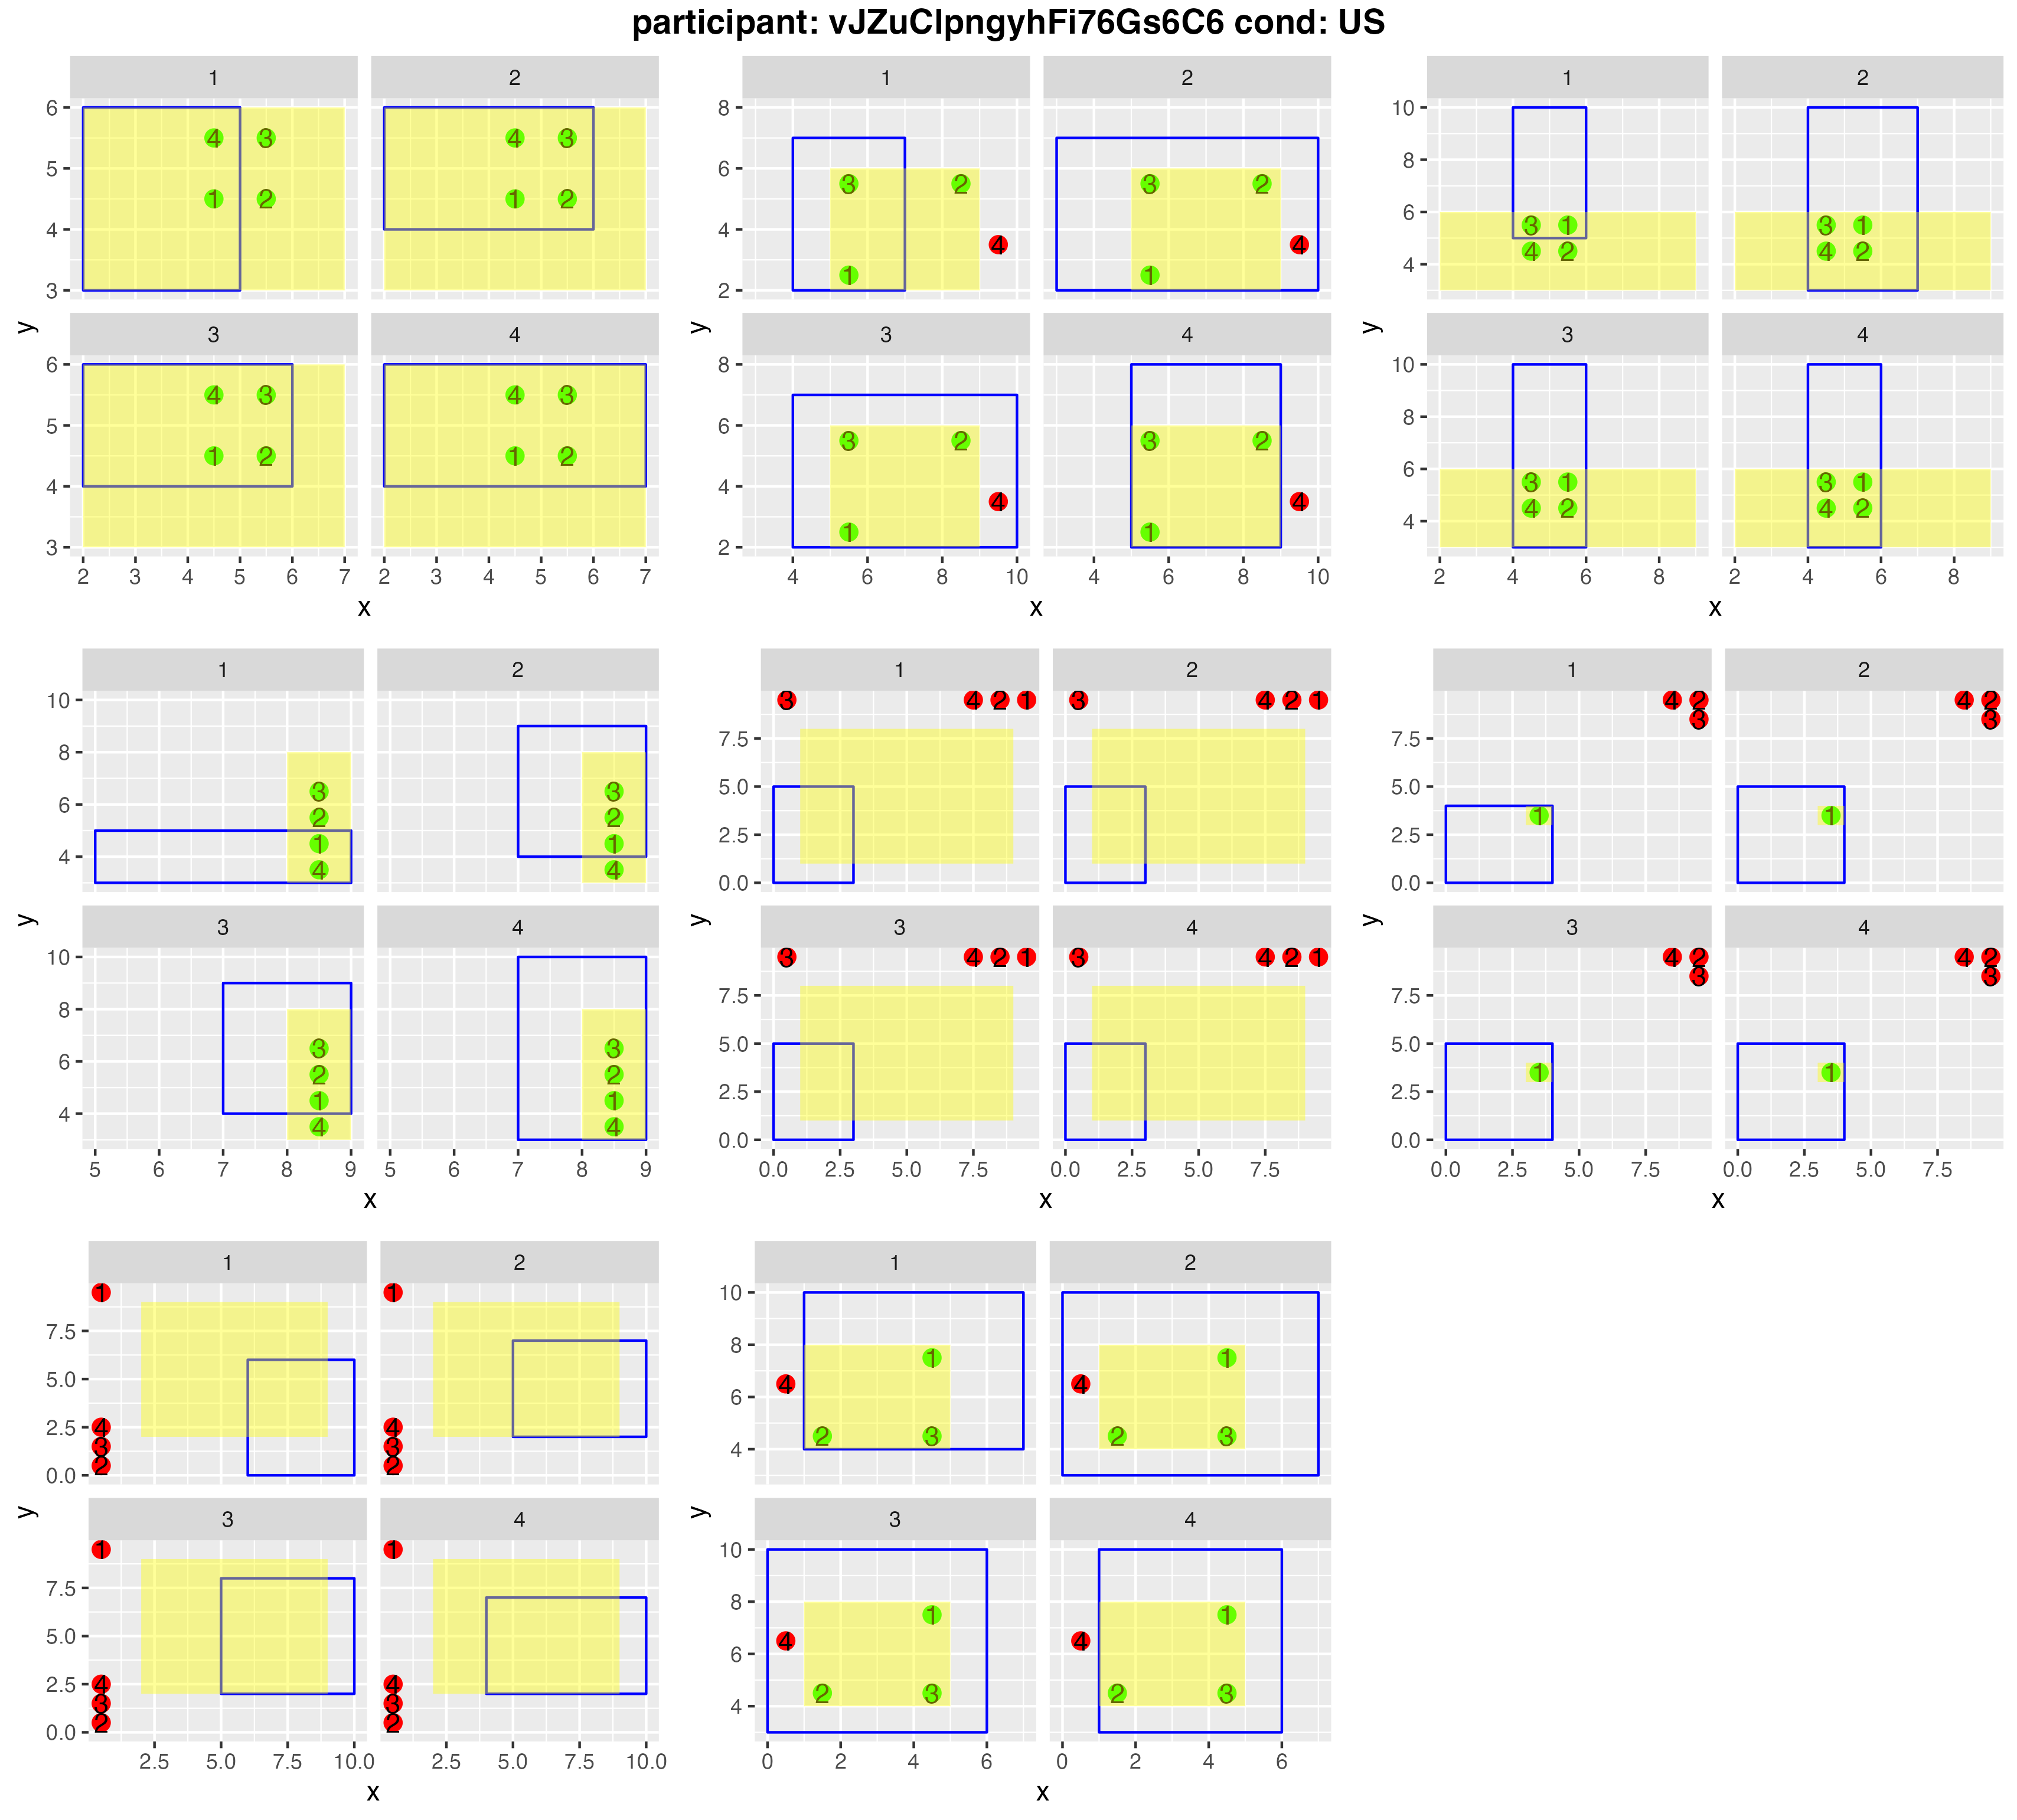 participant: vJZuClpngyhFi76Gs6C6 cond: US
1 2
6 4 3 4 3
5
4 1 2 1 2
3
3 4
6 4 3 4 3
5
4 1 2 1 2
3
2 3 4 5 6 7 2 3 4 5 6 7
x
y
1 2
8
6 3 2 3 2
4 4 4
2 1 1
3 4
8
6 3 2 3 2
4 4 4
2 1 1
4 6 8 10 4 6 8 10
x
y
1 2
10
8
6 3 1 3 1
4 4 2 4 2
3 4
10
8
6 3 1 3 1
4 4 2 4 2
2 4 6 8 2 4 6 8
x
y
1 2
10
8
6 3 3
2 2
4 1 1
4 4
3 4
10
8
6 3 3
2 2
4 1 1
4 4
5 6 7 8 9 5 6 7 8 9
x
y
1 2
3 4 2 1 3 4 2 1
7.5
5.0
2.5
0.0
3 4
3 4 2 1 3 4 2 1
7.5
5.0
2.5
0.0
0.0 2.5 5.0 7.5 0.0 2.5 5.0 7.5
x
y
1 2
4 2 4 2
3 3
7.5
5.0
1 1
2.5
0.0
3 4
4 2 4 2
3 3
7.5
5.0
1 1
2.5
0.0
0.0 2.5 5.0 7.5 0.0 2.5 5.0 7.5
x
y
1 2
1 1
7.5
5.0
2.5 4 4
3 3
0.0 2 2
3 4
1 1
7.5
5.0
2.5 4 4
3 3
0.0 2 2
2.5 5.0 7.5 10.0 2.5 5.0 7.5 10.0
x
y
1 2
10
8 1 1
6 4 4
4 2 3 2 3
3 4
10
8 1 1
6 4 4
4 2 3 2 3
0 2 4 6 0 2 4 6
x
y